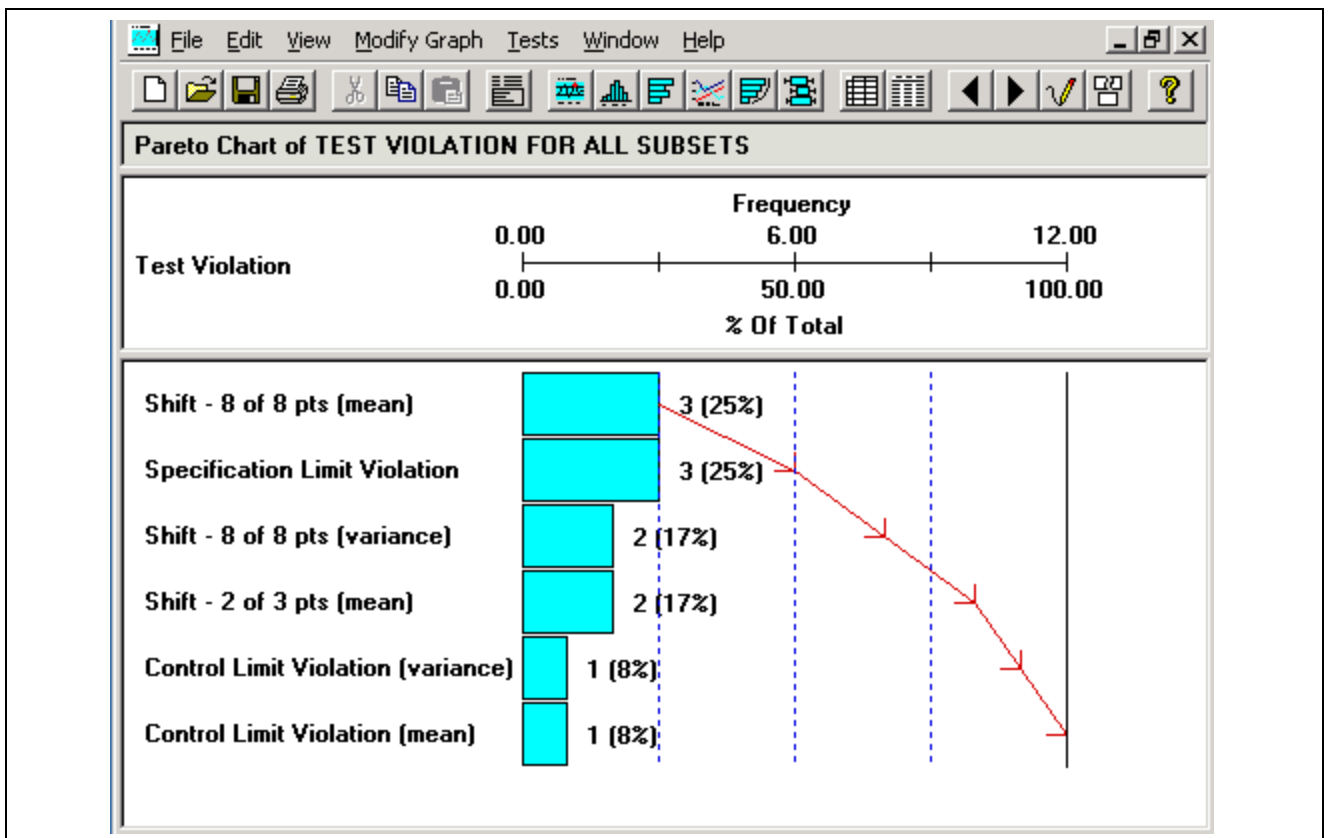 File Edit View Modify Graph Tests Window Help
Pareto Chart of TEST VIOLATION FOR ALL SUBSETS
Frequency
0.00 6.00 12.00
Test Violation
0.00 50.00 100.00
% Of Total
Shift - 8 of 8 pts (mean) 3 (25%)
Specification Limit Violation 3 (25%)
Shift - 8 of 8 pts (variance) 2 (17%)
Shift - 2 of 3 pts (mean) 2 (17%)
Control Limit Violation (variance) 1 (8%)
Control Limit Violation (mean) 1 (8%)